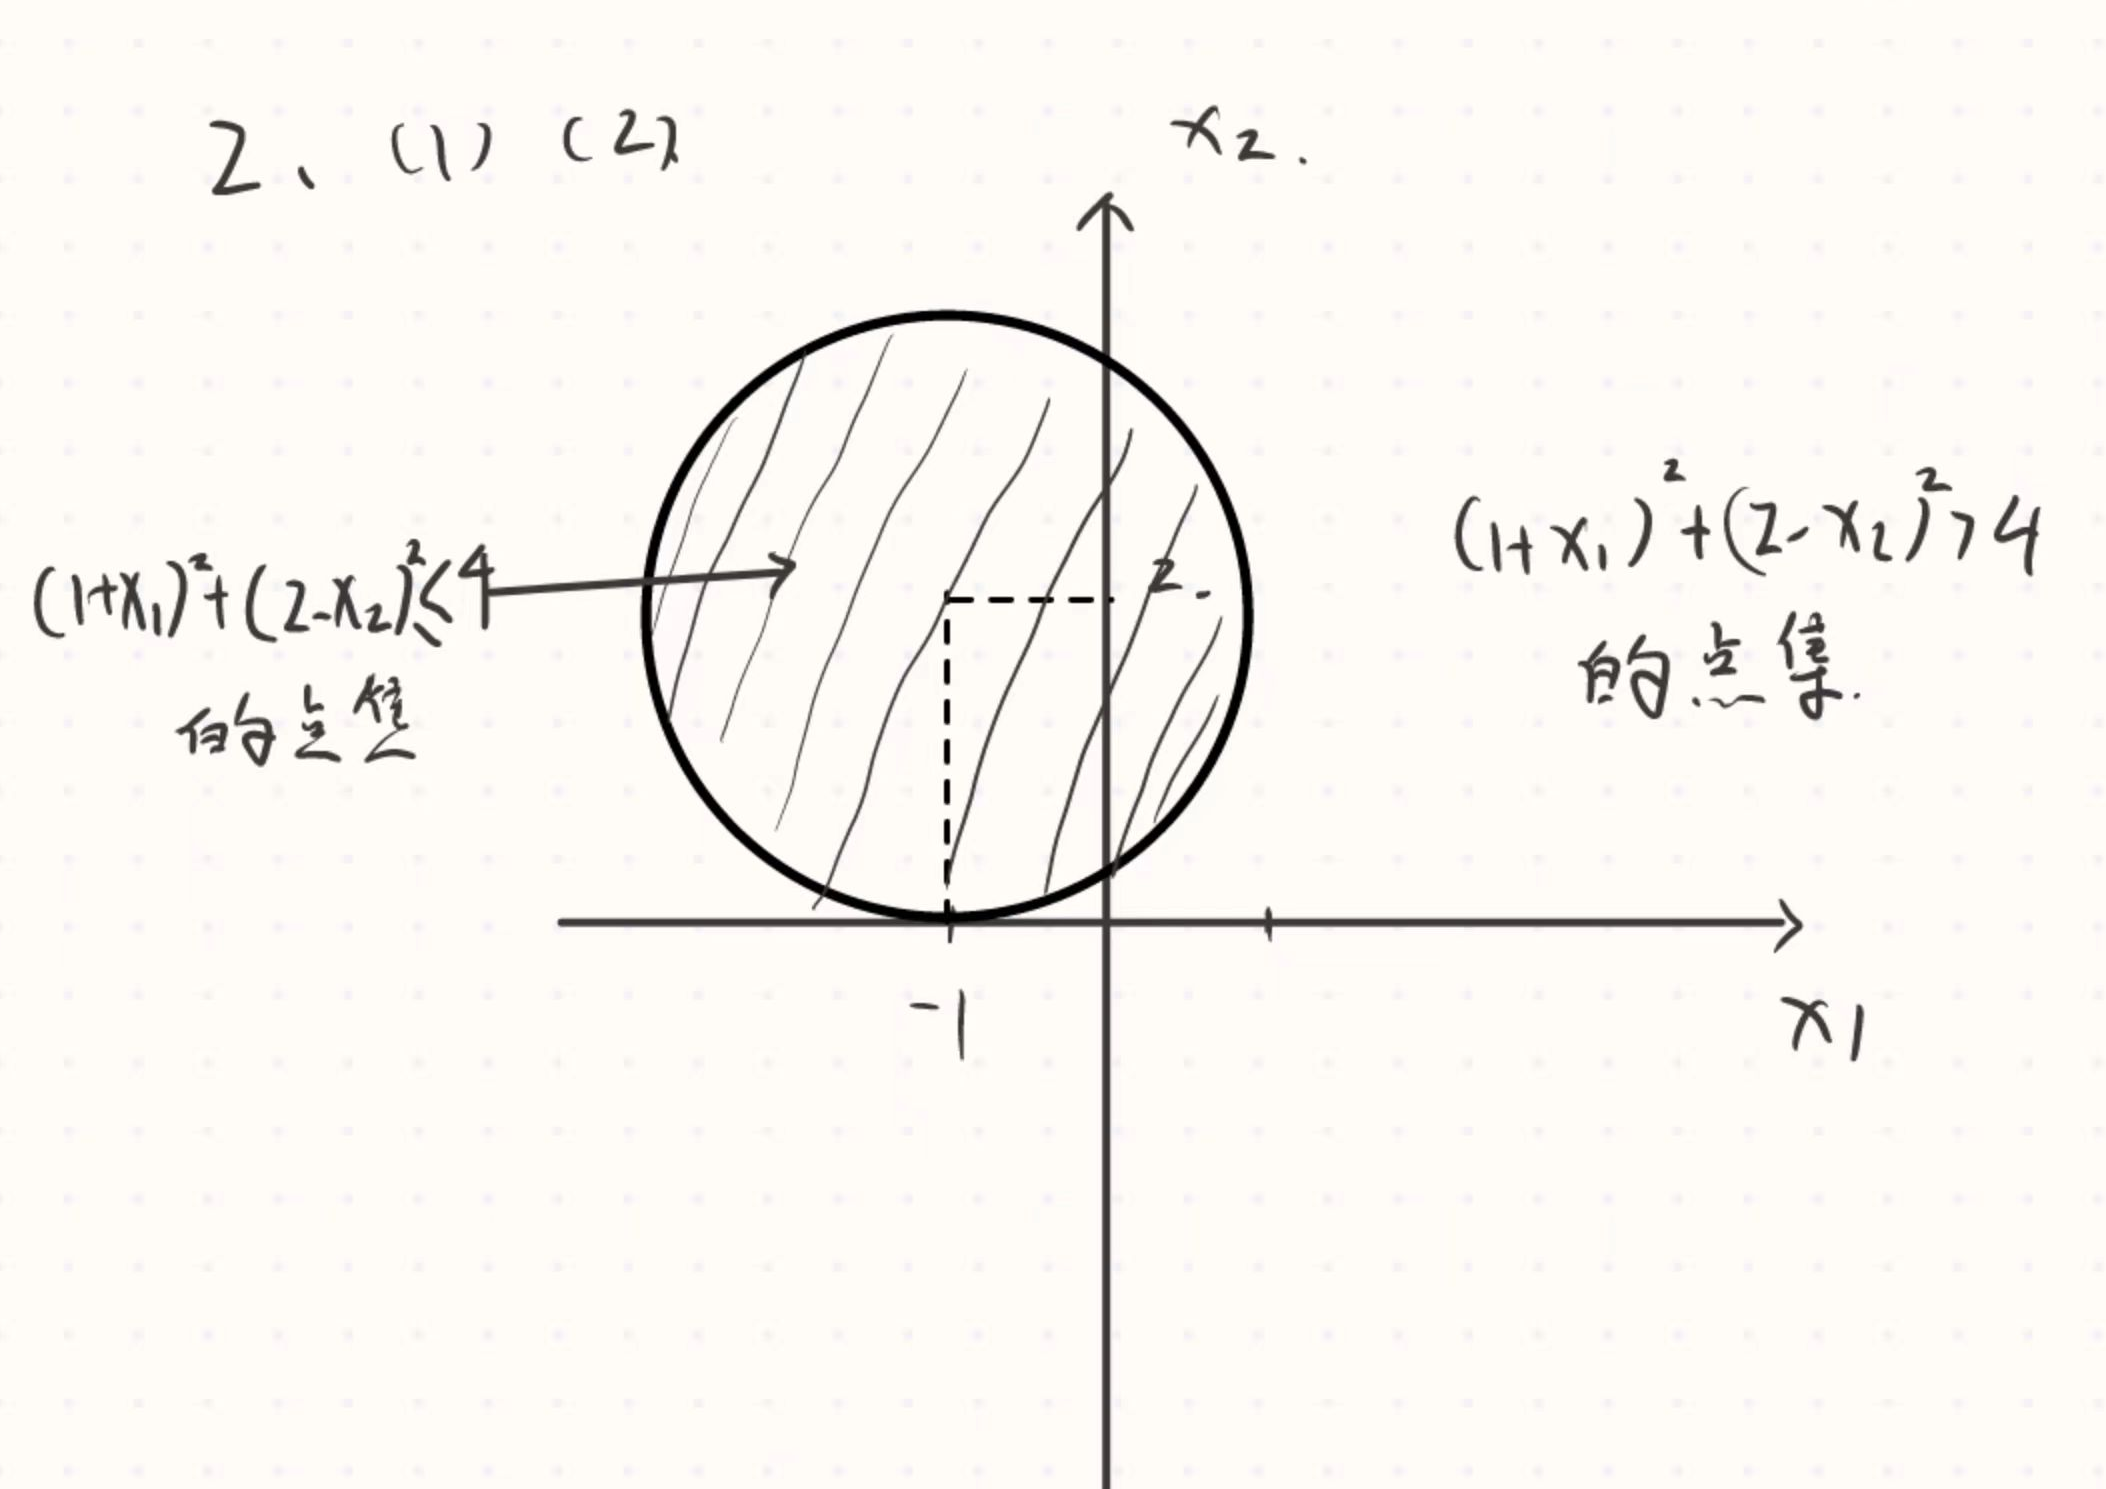 2、(1) (2)
x₂.
(1+x₁)²+(2-x₂)²≤4
的点集
2.
(1+x₁)²+(2-x₂)²>4
的点集.
-1
x₁